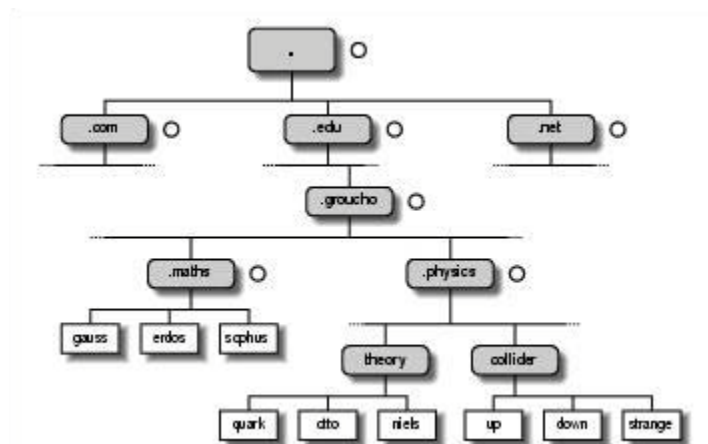 .
.com .edu .net
.groucho
.maths .physics
gauss erdos sophus
theory collider
quark otto niels up down strange